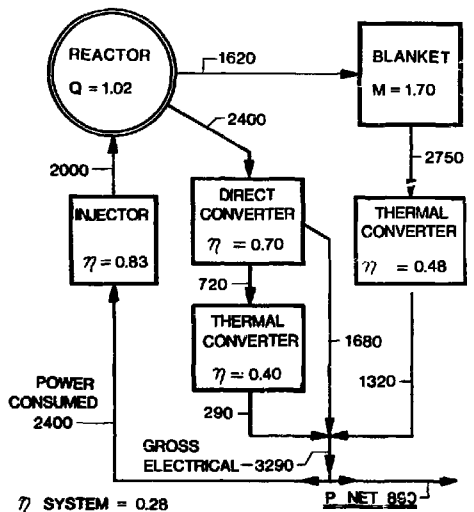 REACTOR
Q = 1.02
1620
BLANKET
M = 1.70
2400
2000
2750
INJECTOR
η = 0.83
DIRECT
CONVERTER
η = 0.70
THERMAL
CONVERTER
η = 0.48
720
THERMAL
CONVERTER
η = 0.40
1680
1320
POWER
CONSUMED
2400
290
GROSS
ELECTRICAL-3290
P NET 890
η SYSTEM = 0.28